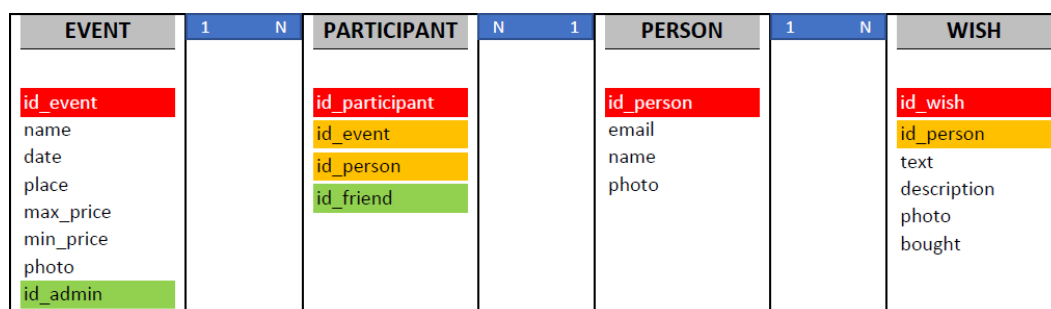 EVENT 1 N PARTICIPANT N 1 PERSON 1 N WISH
id_event id_participant id_person id_wish
name id_event email id_person
date id_person name text
place id_friend photo description
max_price photo
min_price bought
photo
id_admin